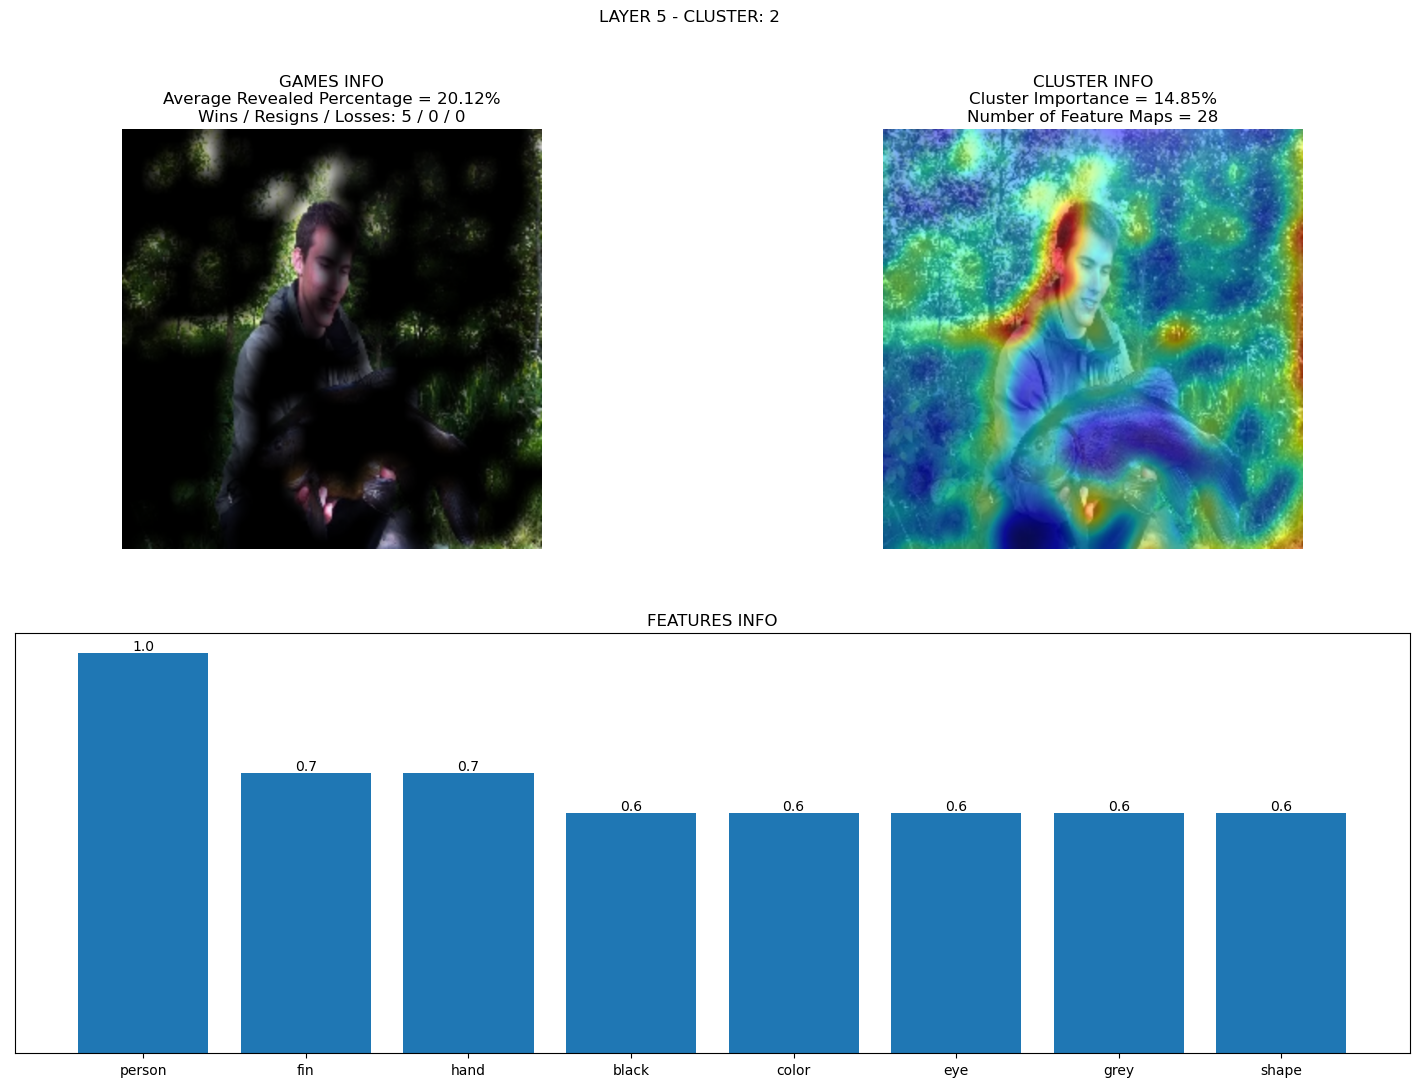 LAYER 5 - CLUSTER: 2
GAMES INFO
Average Revealed Percentage = 20.12%
Wins / Resigns / Losses: 5 / 0 / 0
CLUSTER INFO
Cluster Importance = 14.85%
Number of Feature Maps = 28
FEATURES INFO
1.0
0.7
0.7
0.6
0.6
0.6
0.6
0.6
person
fin
hand
black
color
eye
grey
shape